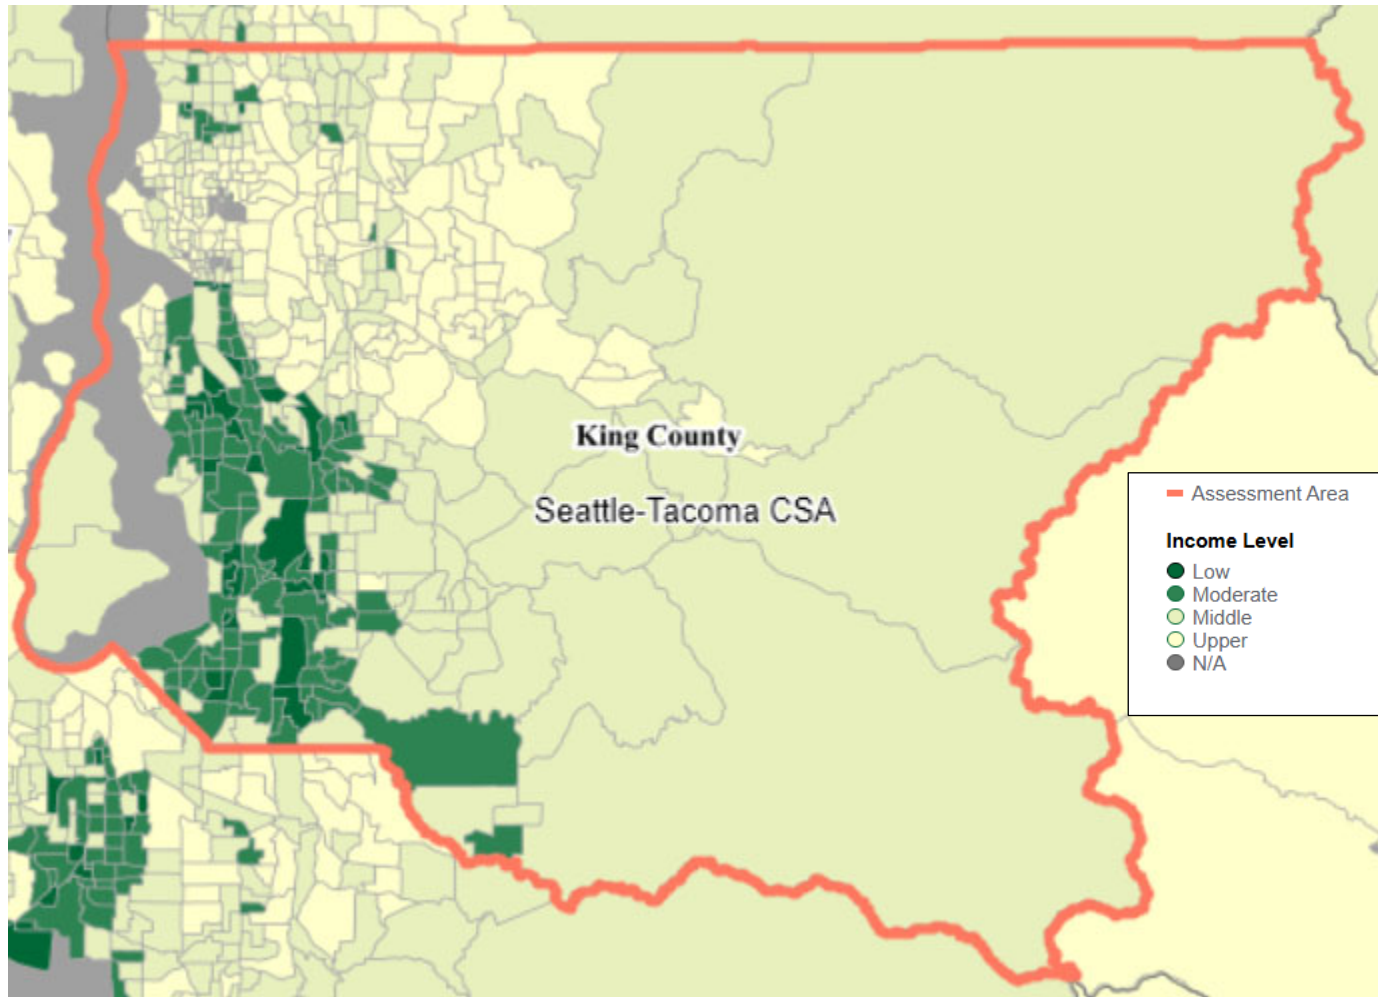 King County
Seattle-Tacoma CSA
Assessment Area
Income Level
Low
Moderate
Middle
Upper
N/A